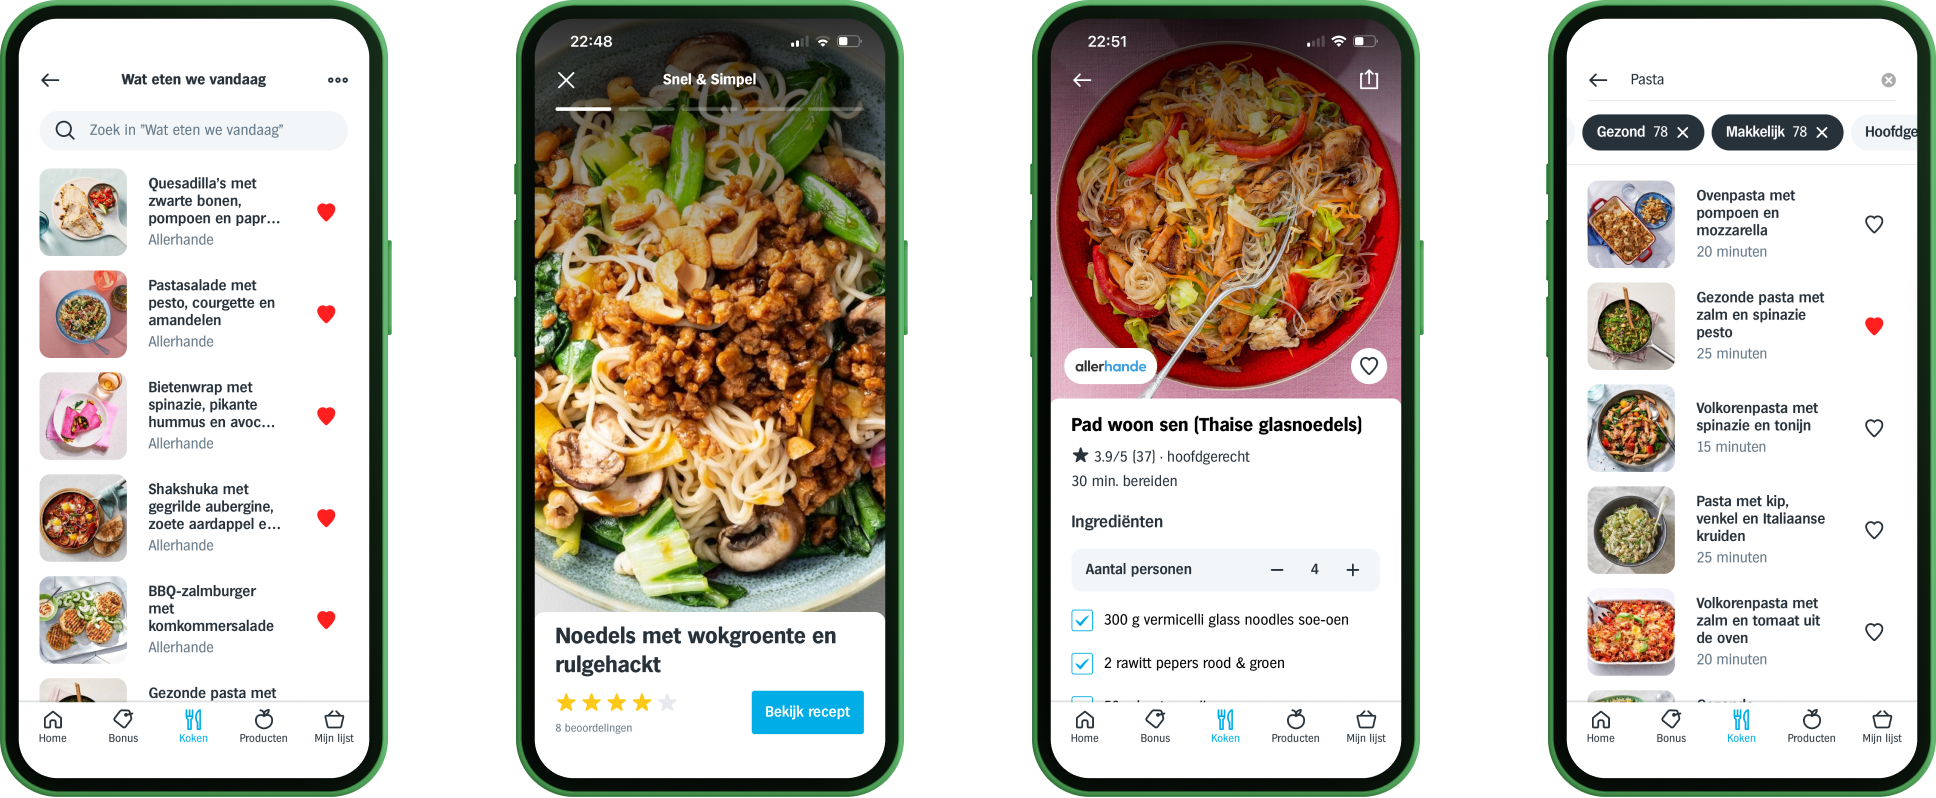 Wat eten we vandaag
Zoek in "Wat eten we vandaag"
Quesadilla's met
zwarte bonen,
pompoen en papr...
Allerhande
Pastasalade met
pesto, courgette en
amandelen
Allerhande
Bietenwrap met
spinazie, pikante
hummus en avoc...
Allerhande
Shakshuka met
gegrilde aubergine,
zoete aardappel e...
Allerhande
BBQ-zalmburger
met
komkommersalade
Allerhande
Gezonde pasta met
Home Bonus Koken Producten Mijn lijst
22:48
Snel & Simpel
Noedels met wokgroente en
rulgehackt
8 beoordelingen
Bekijk recept
22:51
allerhande
Pad woon sen (Thaise glasnoedels)
3.9/5 (37) · hoofdgerecht
30 min. bereiden
Ingrediënten
Aantal personen 4
300 g vermicelli glass noodles soe-oen
2 rawitt pepers rood & groen
Home Bonus Koken Producten Mijn lijst
Pasta
Gezond 78 Makkelijk 78 Hoofdge
Ovenpasta met
pompoen en
mozzarella
20 minuten
Gezonde pasta met
zalm en spinazie
pesto
25 minuten
Volkorenpasta met
spinazie en tonijn
15 minuten
Pasta met kip,
venkel en Italiaanse
kruiden
25 minuten
Volkorenpasta met
zalm en tomaat uit
de oven
20 minuten
Home Bonus Koken Producten Mijn lijst